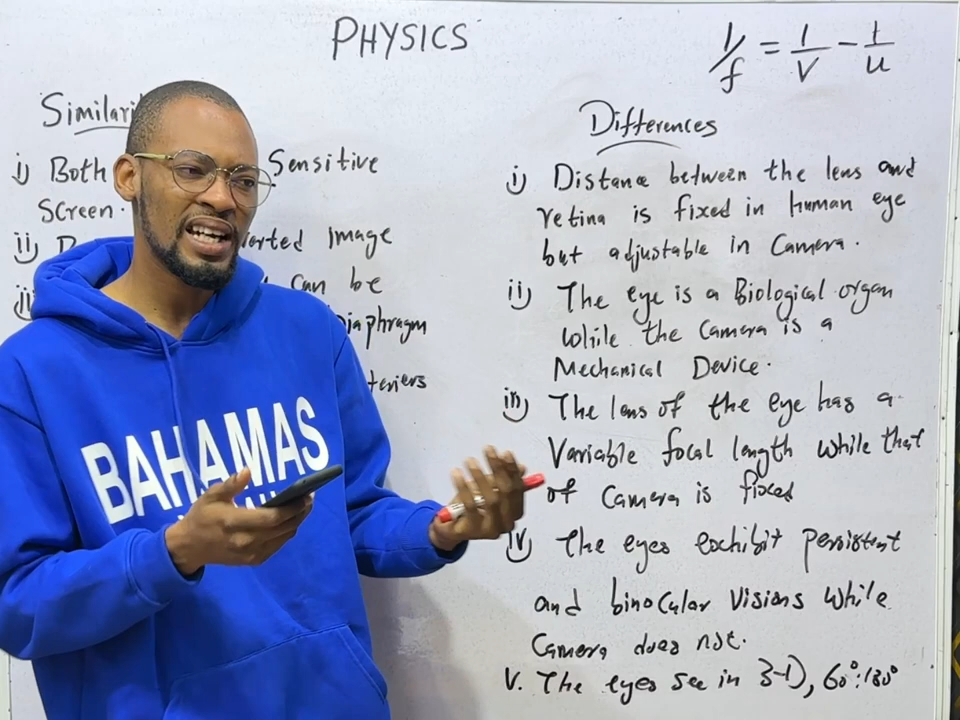 PHYSICS
1/f = 1/v - 1/u
Similari
i) Both Sensitive
Screen.
ii) erted image
iii can be
Diaphragm
teriers
Differences
i) Distance between the lens and
retina is fixed in human eye
but adjustable in Camera.
ii) The eye is a Biological organ
While the Camera is a
Mechanical Device.
iii) The lens of the eye has a
Variable focal length while that
of Camera is fixed
iv) The eyes exhibit persistent
and binocular Visions While
Camera does not.
V. The eyes see in 3-D, 60°:180°
BAHAMAS